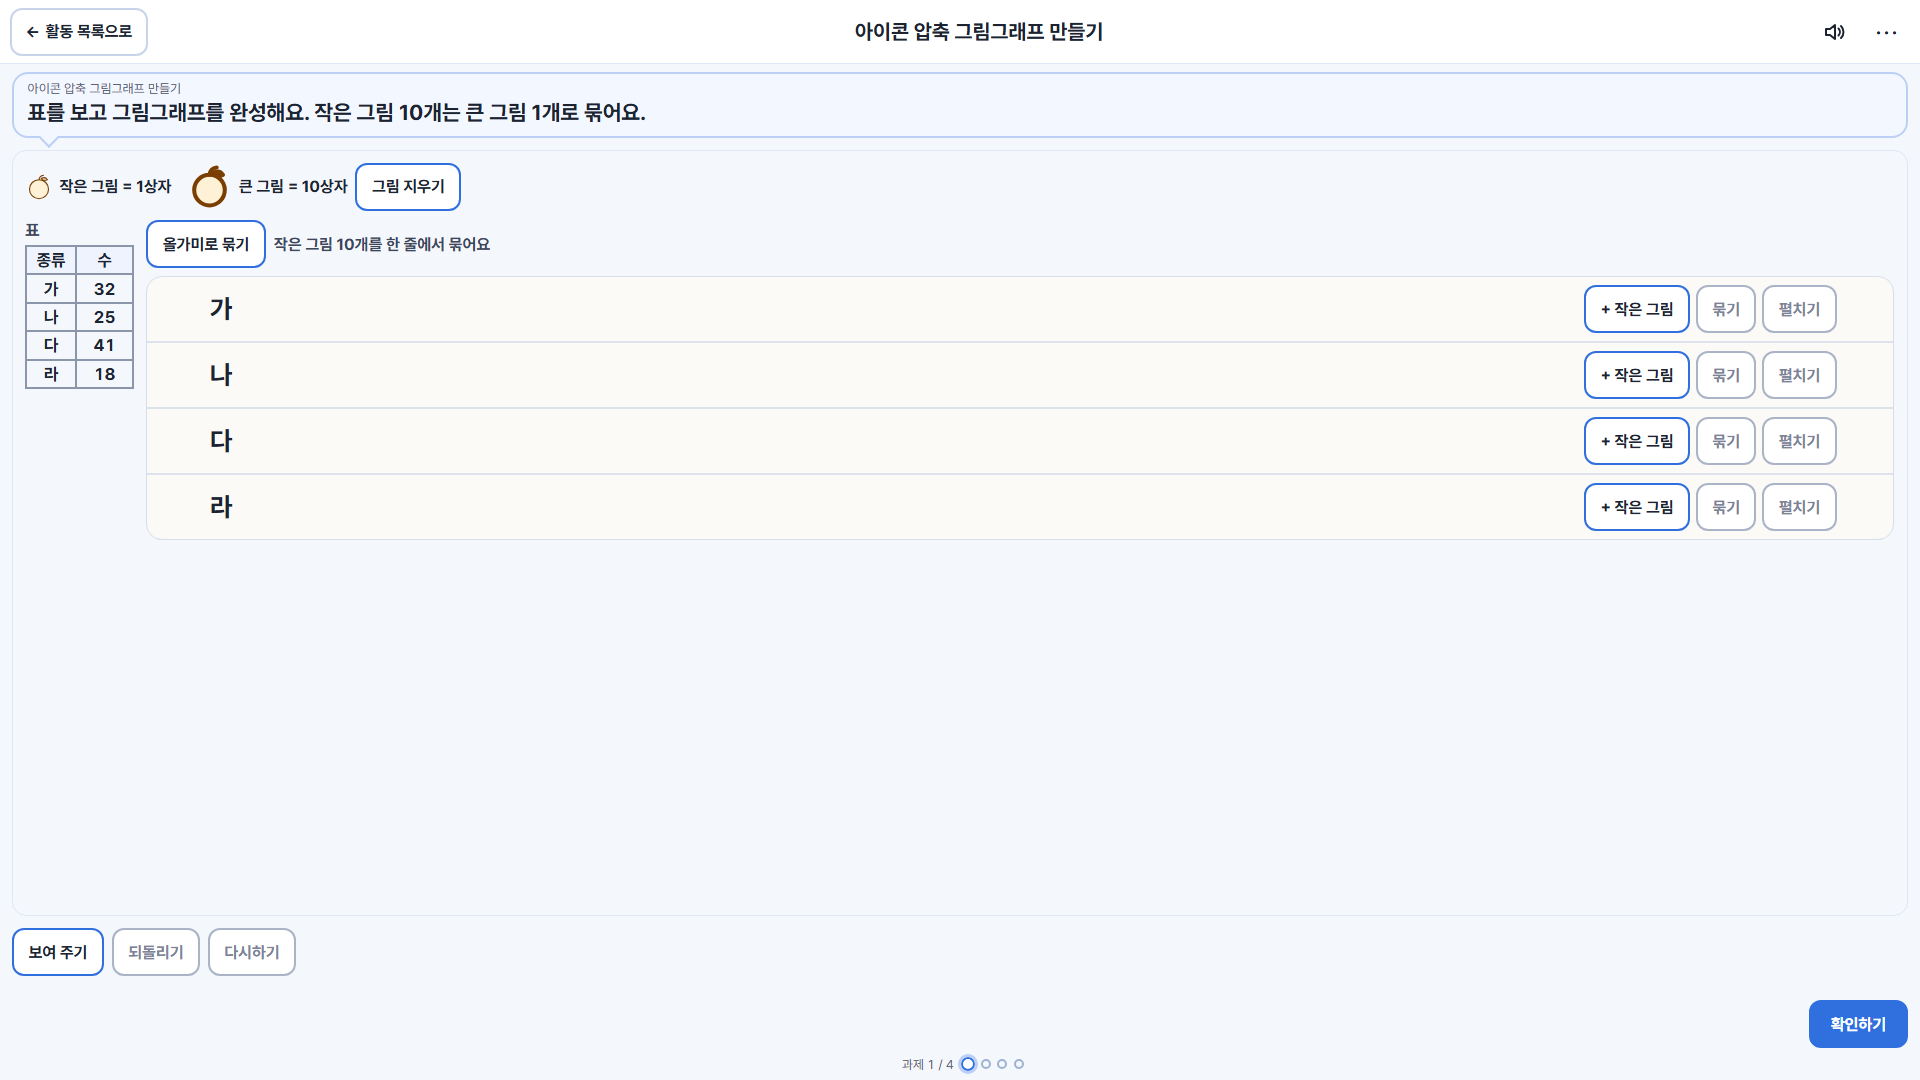 ← 활동 목록으로
아이콘 압축 그림그래프 만들기
아이콘 압축 그림그래프 만들기
표를 보고 그림그래프를 완성해요. 작은 그림 10개는 큰 그림 1개로 묶어요.
작은 그림 = 1상자
큰 그림 = 10상자
그림 지우기
표
종류 수
가 32
나 25
다 41
라 18
올가미로 묶기
작은 그림 10개를 한 줄에서 묶어요
가 + 작은 그림 묶기 펼치기
나 + 작은 그림 묶기 펼치기
다 + 작은 그림 묶기 펼치기
라 + 작은 그림 묶기 펼치기
보여 주기
되돌리기
다시하기
확인하기
과제 1 / 4